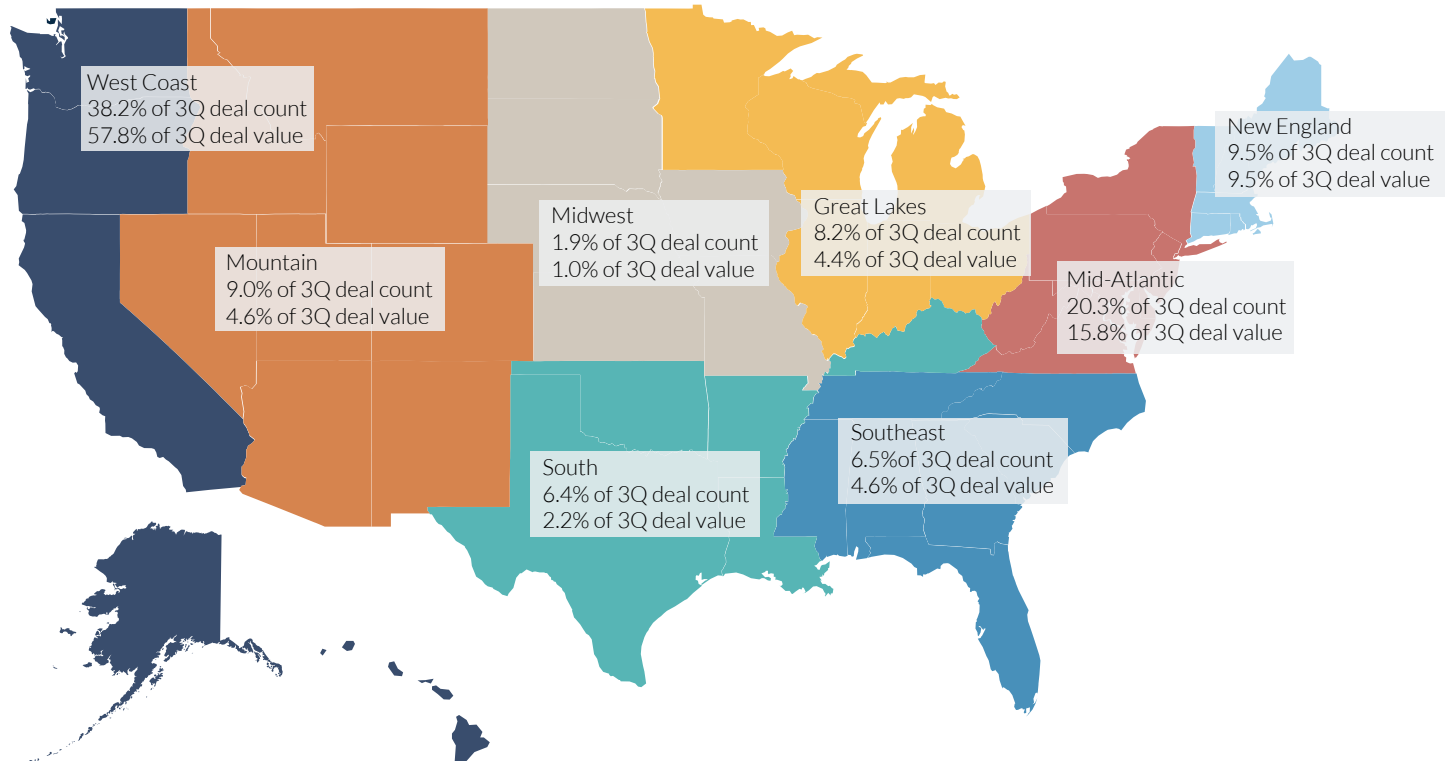 West Coast
38.2% of 3Q deal count
57.8% of 3Q deal value
New England
9.5% of 3Q deal count
9.5% of 3Q deal value
Midwest
1.9% of 3Q deal count
1.0% of 3Q deal value
Great Lakes
8.2% of 3Q deal count
4.4% of 3Q deal value
Mountain
9.0% of 3Q deal count
4.6% of 3Q deal value
Mid-Atlantic
20.3% of 3Q deal count
15.8% of 3Q deal value
South
6.4% of 3Q deal count
2.2% of 3Q deal value
Southeast
6.5%of 3Q deal count
4.6% of 3Q deal value